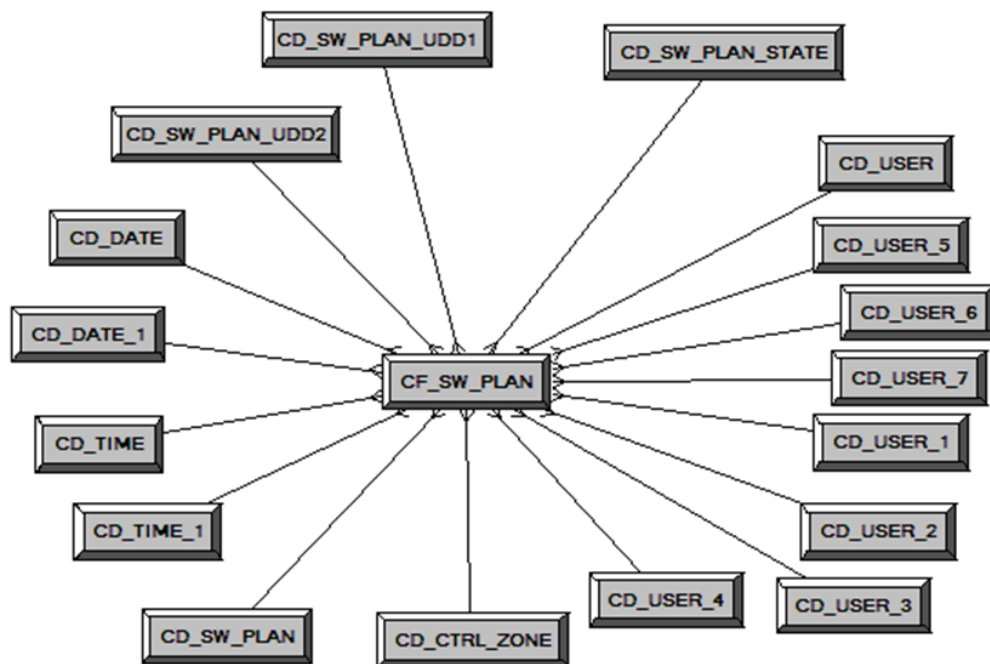 CD_SW_PLAN_UDD1
CD_SW_PLAN_STATE
CD_SW_PLAN_UDD2
CD_USER
CD_DATE
CD_USER_5
CD_USER_6
CD_DATE_1
CF_SW_PLAN
CD_USER_7
CD_TIME
CD_USER_1
CD_TIME_1
CD_USER_2
CD_USER_4
CD_USER_3
CD_SW_PLAN
CD_CTRL_ZONE